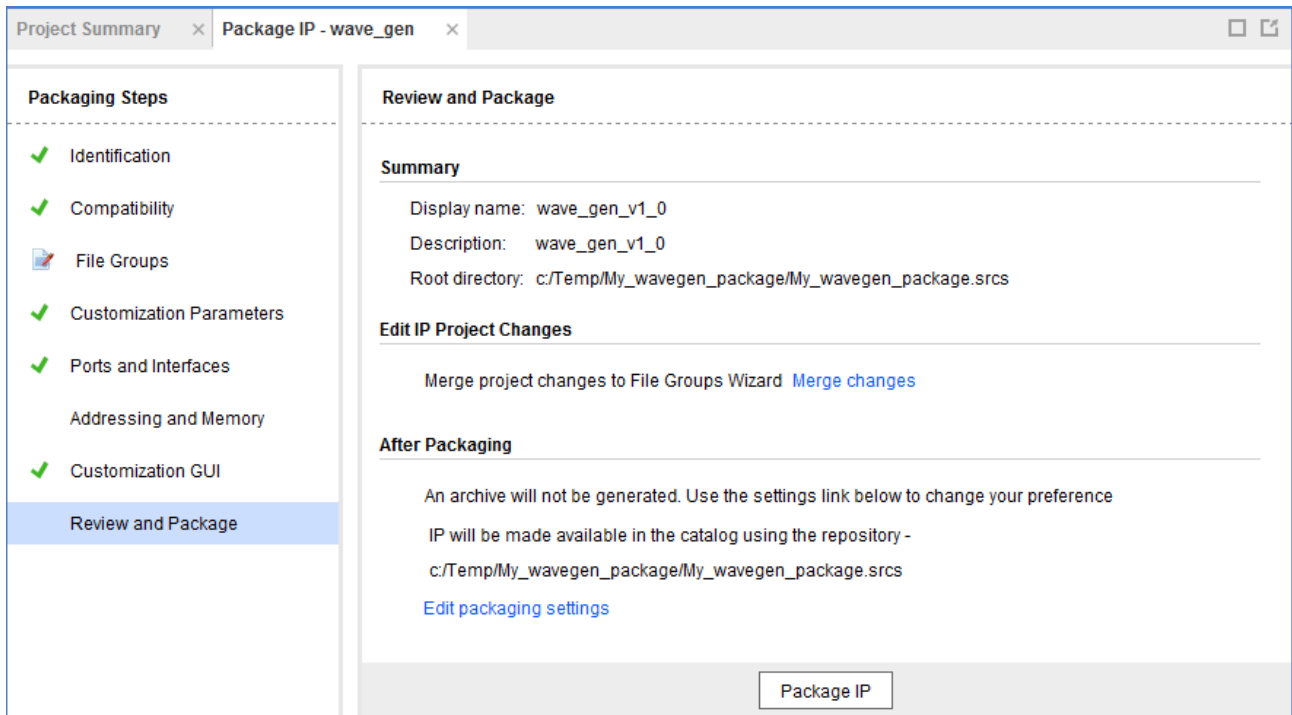 Project Summary × Package IP - wave_gen ×
Packaging Steps
Identification
Compatibility
File Groups
Customization Parameters
Ports and Interfaces
Addressing and Memory
Customization GUI
Review and Package
Review and Package
Summary
Display name: wave_gen_v1_0
Description: wave_gen_v1_0
Root directory: c:/Temp/My_wavegen_package/My_wavegen_package.srcs
Edit IP Project Changes
Merge project changes to File Groups Wizard Merge changes
After Packaging
An archive will not be generated. Use the settings link below to change your preference
IP will be made available in the catalog using the repository -
c:/Temp/My_wavegen_package/My_wavegen_package.srcs
Edit packaging settings
Package IP